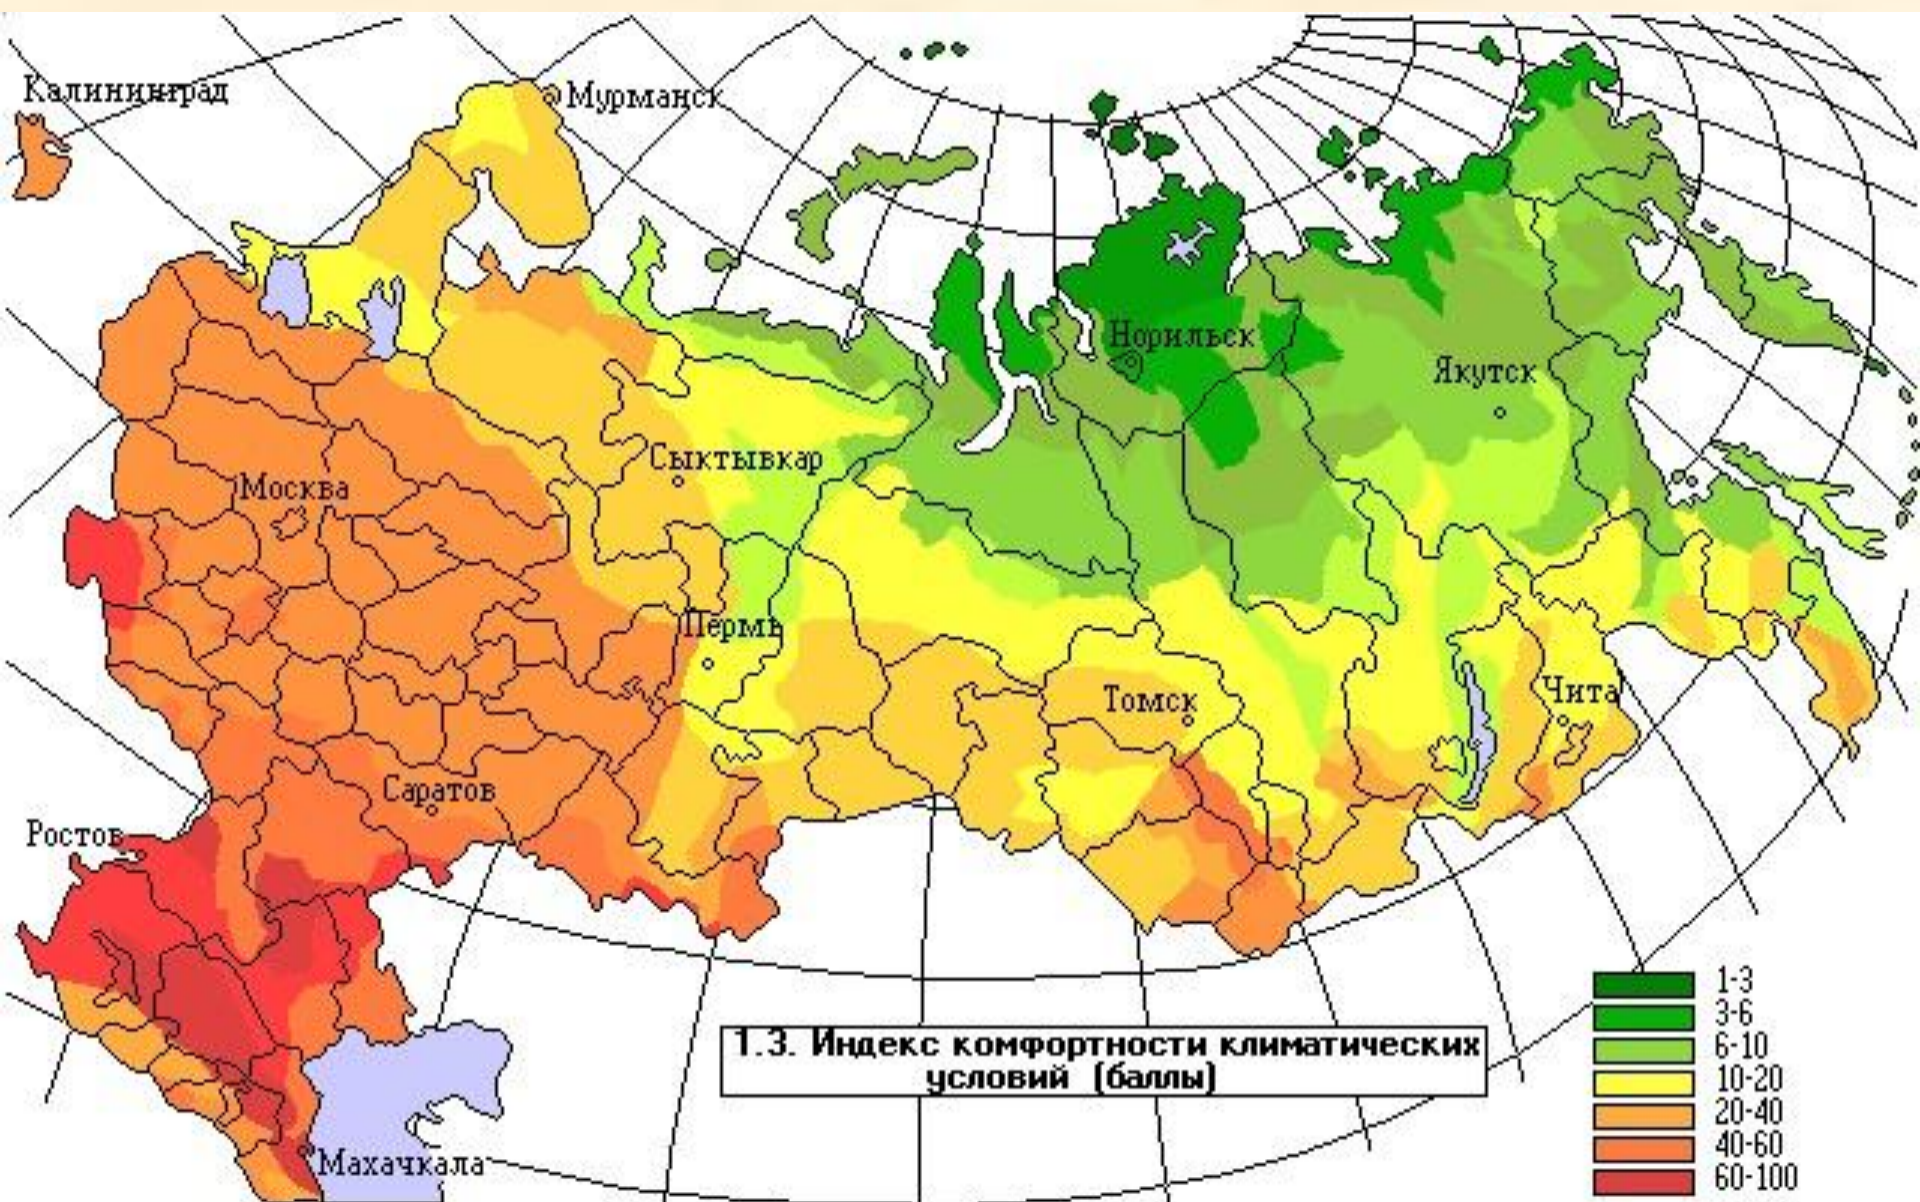 Калининград
Мурманск
Норильск
Якутск
Сыктывкар
Москва
Пермь
Чита
Томск
Саратов
Ростов
Махачкала
1.3. Индекс комфортности климатических
условий (баллы)
1-3
3-6
6-10
10-20
20-40
40-60
60-100